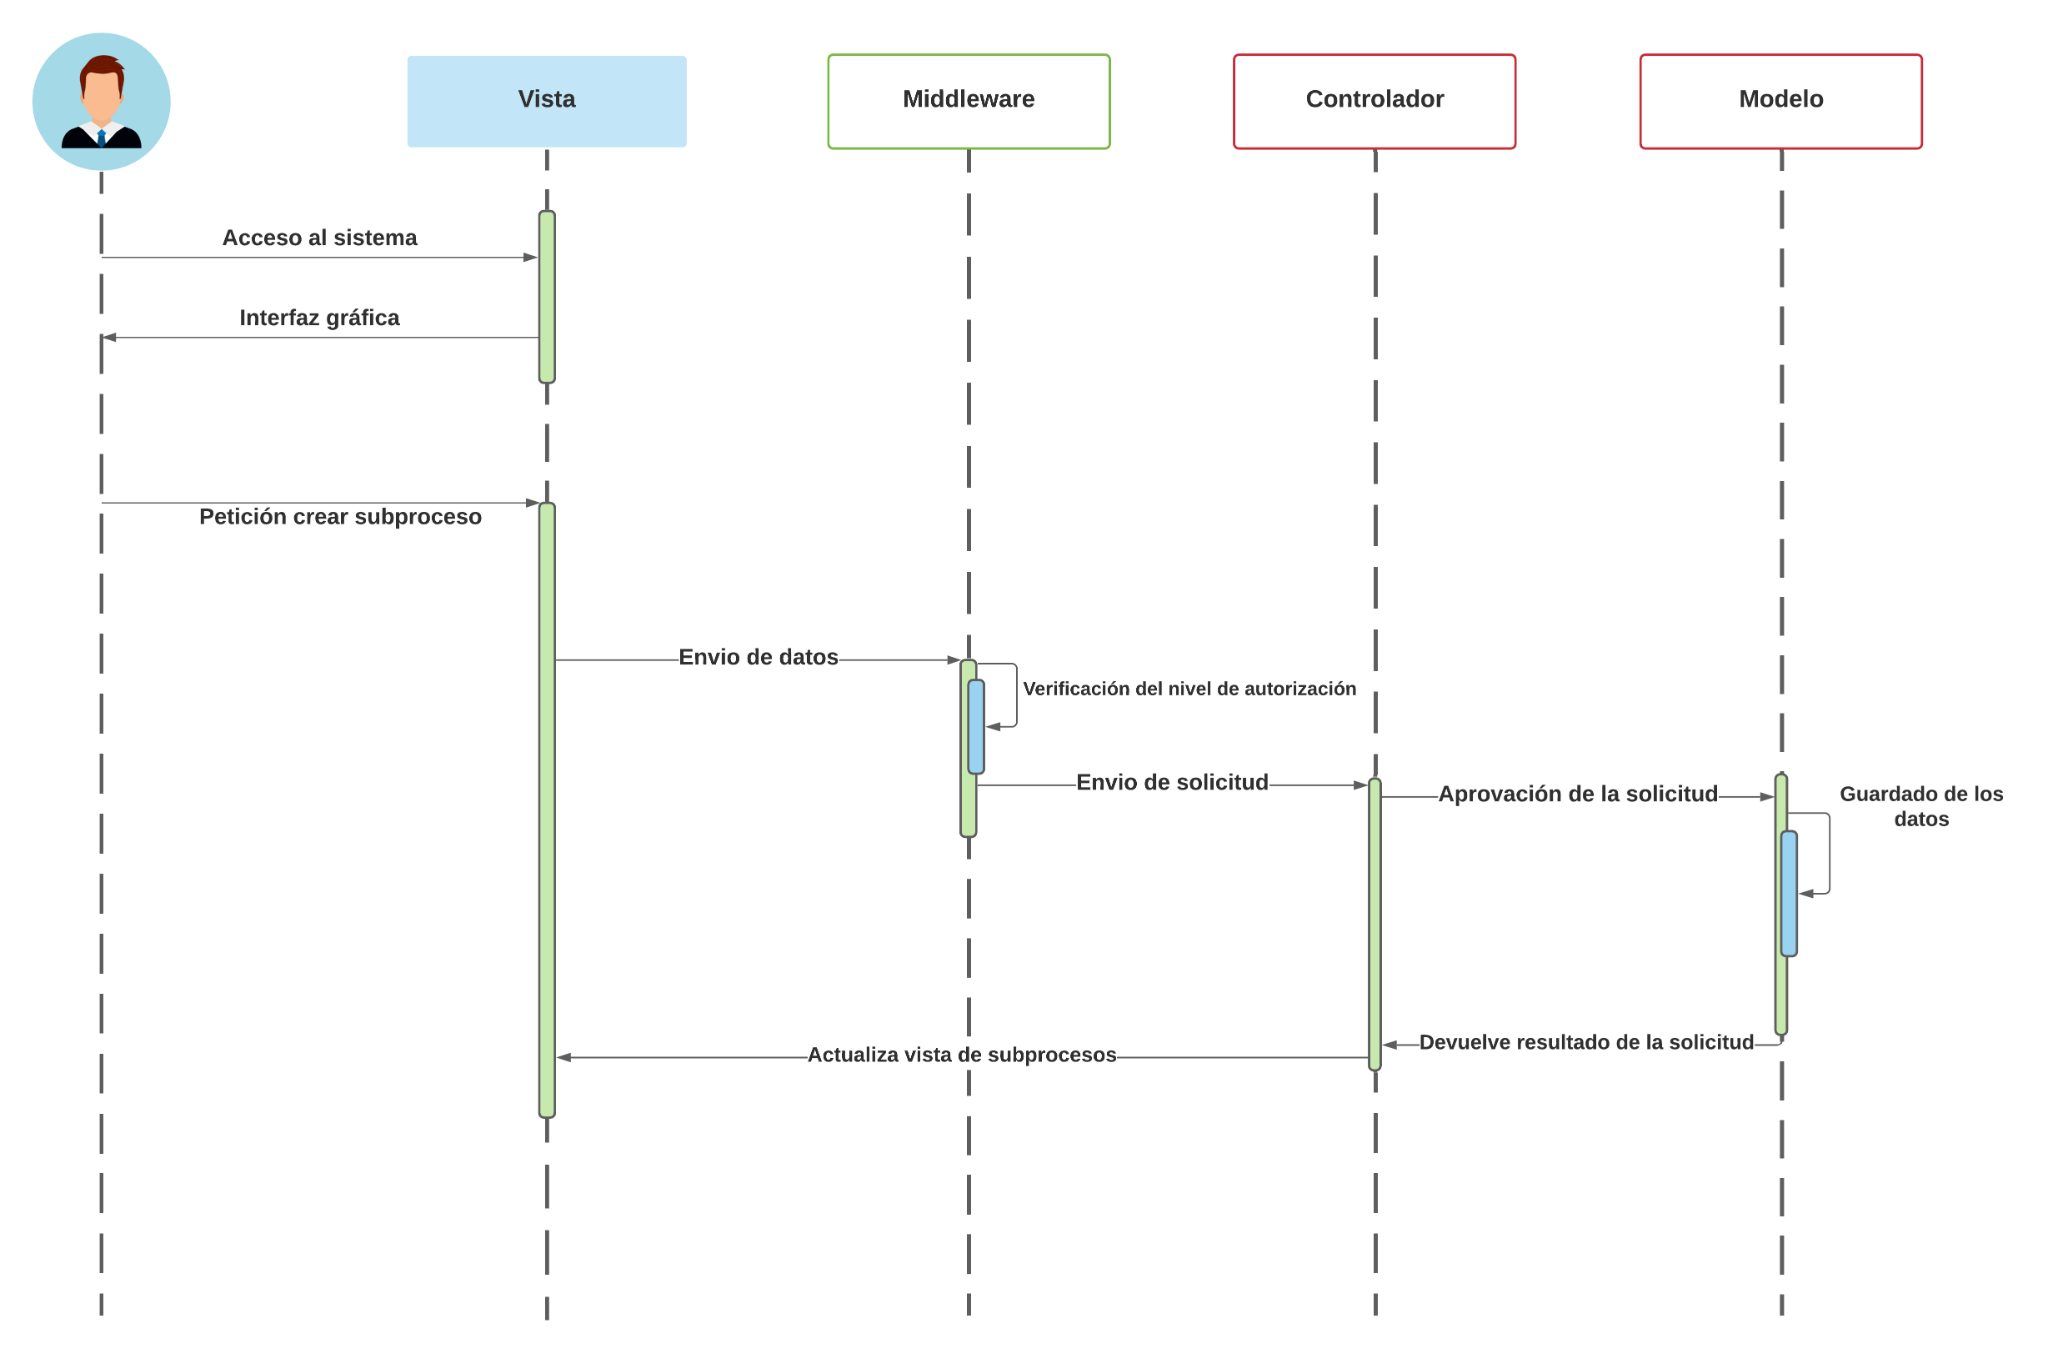 Vista
Middleware
Controlador
Modelo
Acceso al sistema
Interfaz gráfica
Petición crear subproceso
Envio de datos
Verificación del nivel de autorización
Envio de solicitud
Aprovación de la solicitud
Guardado de los
datos
Devuelve resultado de la solicitud
Actualiza vista de subprocesos